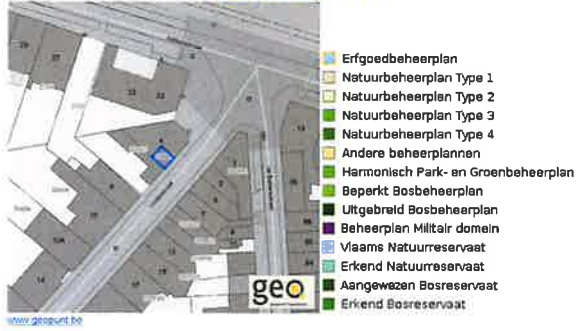 Erfgoedbeheerplan
Natuurbeheerplan Type 1
Natuurbeheerplan Type 2
Natuurbeheerplan Type 3
Natuurbeheerplan Type 4
Andere beheerplannen
Harmonisch Park- en Groenbeheerplan
Beperkt Bosbeheerplan
Uitgebreid Bosbeheerplan
Beheerplan Militair domein
Vlaams Natuurreservaat
Erkend Natuurreservaat
Aangewezen Bosreservaat
Erkend Bosreservaat
geo
www.geopunt.be